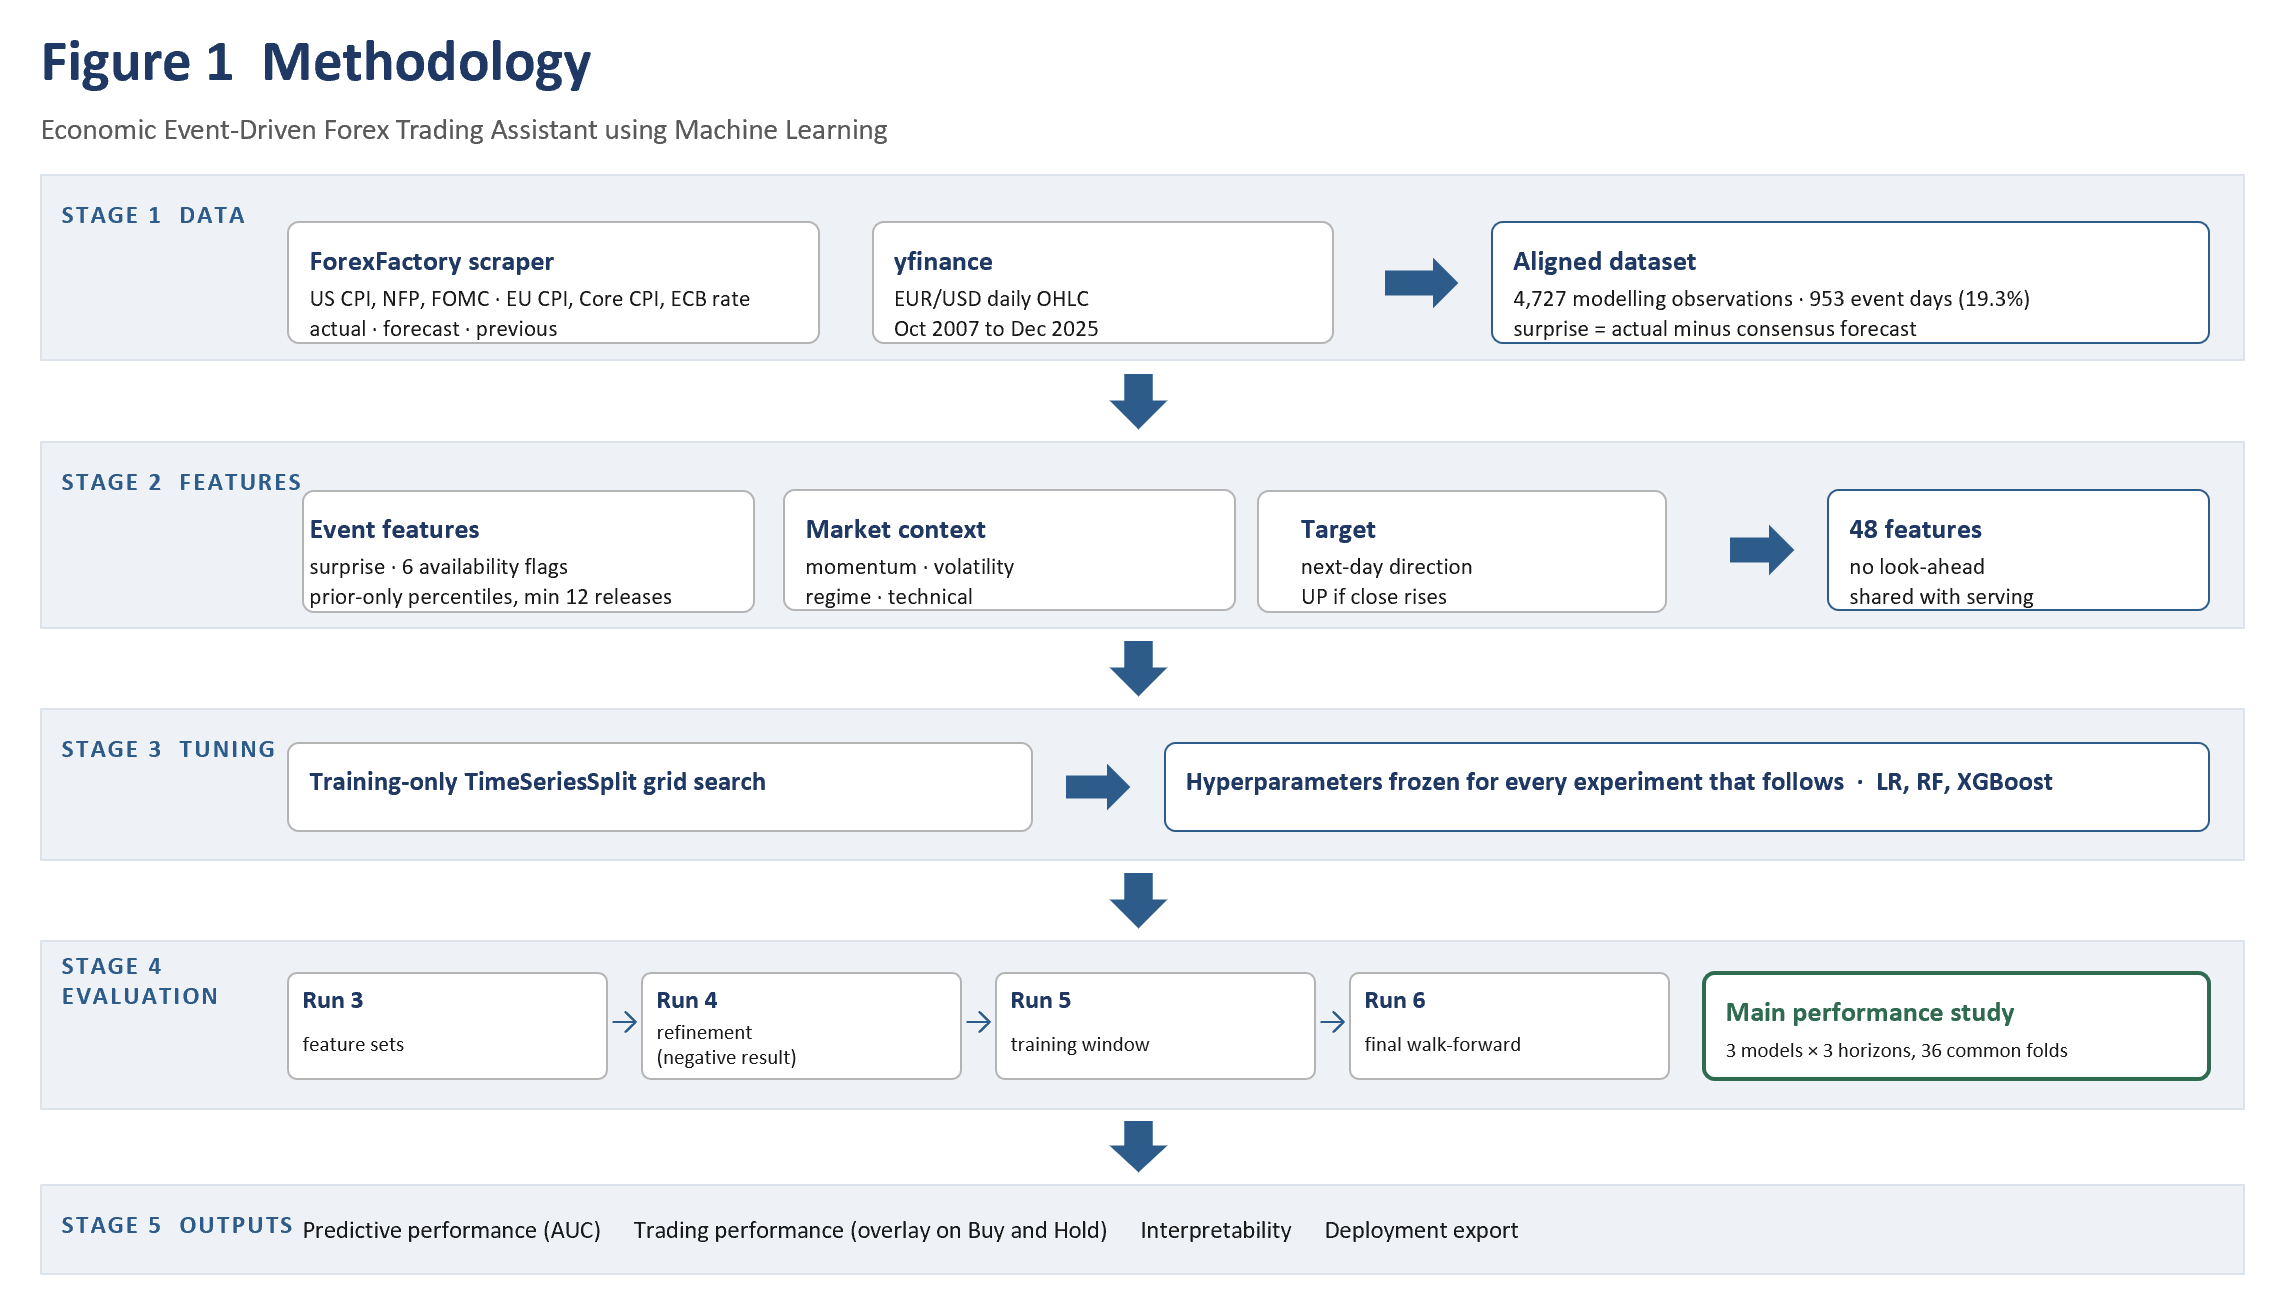 Figure 1  Methodology
Economic Event-Driven Forex Trading Assistant using Machine Learning
STAGE 1  DATA
ForexFactory scraper
US CPI, NFP, FOMC · EU CPI, Core CPI, ECB rate
actual · forecast · previous
yfinance
EUR/USD daily OHLC
Oct 2007 to Dec 2025
Aligned dataset
4,727 modelling observations · 953 event days (19.3%)
surprise = actual minus consensus forecast
STAGE 2  FEATURES
Event features
surprise · 6 availability flags
prior-only percentiles, min 12 releases
Market context
momentum · volatility
regime · technical
Target
next-day direction
UP if close rises
48 features
no look-ahead
shared with serving
STAGE 3  TUNING
Training-only TimeSeriesSplit grid search
Hyperparameters frozen for every experiment that follows · LR, RF, XGBoost
STAGE 4
EVALUATION
Run 3
feature sets
Run 4
refinement
(negative result)
Run 5
training window
Run 6
final walk-forward
Main performance study
3 models × 3 horizons, 36 common folds
STAGE 5  OUTPUTS
Predictive performance (AUC)
Trading performance (overlay on Buy and Hold)
Interpretability
Deployment export